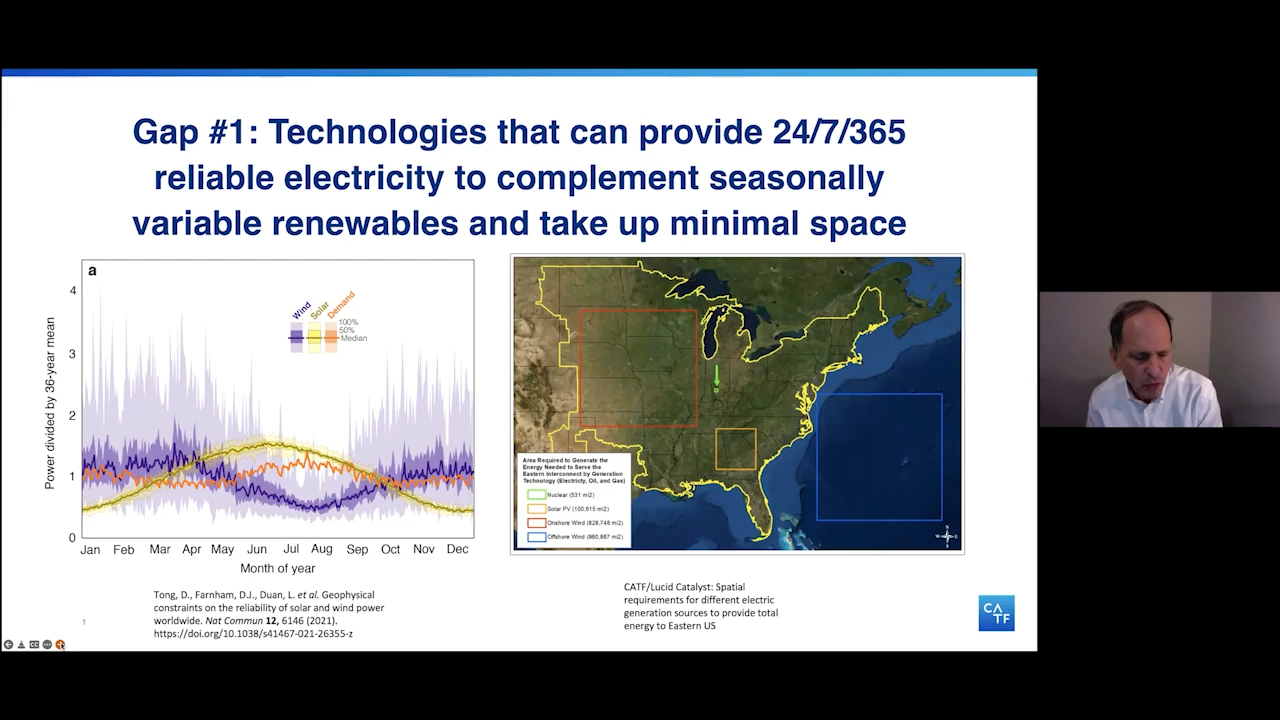 Gap #1: Technologies that can provide 24/7/365
reliable electricity to complement seasonally
variable renewables and take up minimal space
a
Wind
Solar
Demand
100%
50%
Median
4
3
2
1
0
Power divided by 36-year mean
Jan Feb Mar Apr May Jun Jul Aug Sep Oct Nov Dec
Month of year
Area Required to Generate the
Energy Needed to Serve the
Eastern Interconnect by Generation
Technology (Electricty, Oil, and Gas)
Nuclear (531 mi2)
Solar PV (100,615 mi2)
Onshore Wind (828,748 mi2)
Offshore Wind (980,867 mi2)
N
W E
S
Tong, D., Farnham, D.J., Duan, L. et al. Geophysical
constraints on the reliability of solar and wind power
worldwide. Nat Commun 12, 6146 (2021).
https://doi.org/10.1038/s41467-021-26355-z
CATF/Lucid Catalyst: Spatial
requirements for different electric
generation sources to provide total
energy to Eastern US
1
CATF
CC